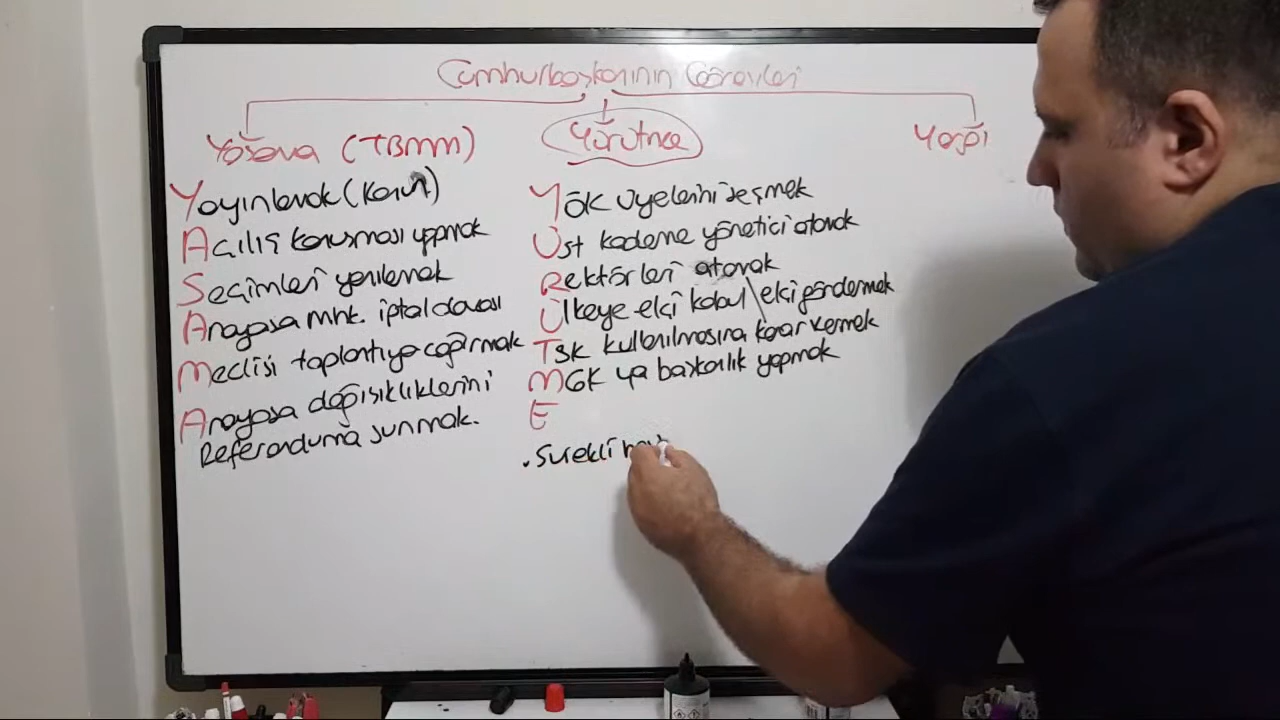 Cumhurbaşkanının Görevleri
Yasama (TBMM)
Yayınlamak (Kanun)
Açılış konuşması yapmak
Seçimleri yenilemek
Anayasa mhk. iptal davası
Meclisi toplantıya çağırmak
Anayasa değişikliklerini
Referanduma sunmak.
Yürütme
YÖK üyelerini seçmek
Üst kademe yönetici atamak
Rektörleri atamak
Ülkeye elçi kabul \ elçi göndermek
TSK kullanılmasına karar vermek
MGK ya başkanlık yapmak
E
. Sürekli
Yargı